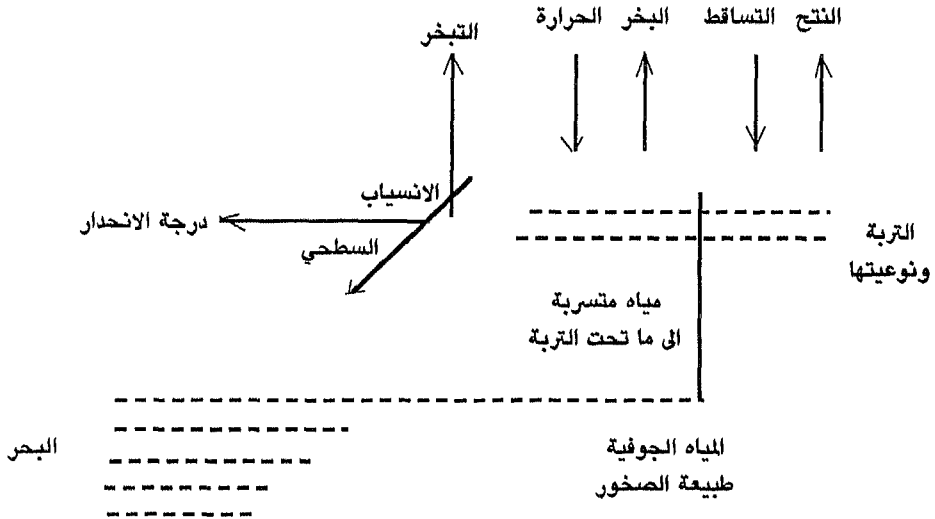 النتح
التساقط
البخر
الحرارة
التبخر
الانسياب
السطحي
درجة الانحدار
التربة
ونوعيتها
مياه متسربة
الى ما تحت التربة
البحر
المياه الجوفية
طبيعة الصخور